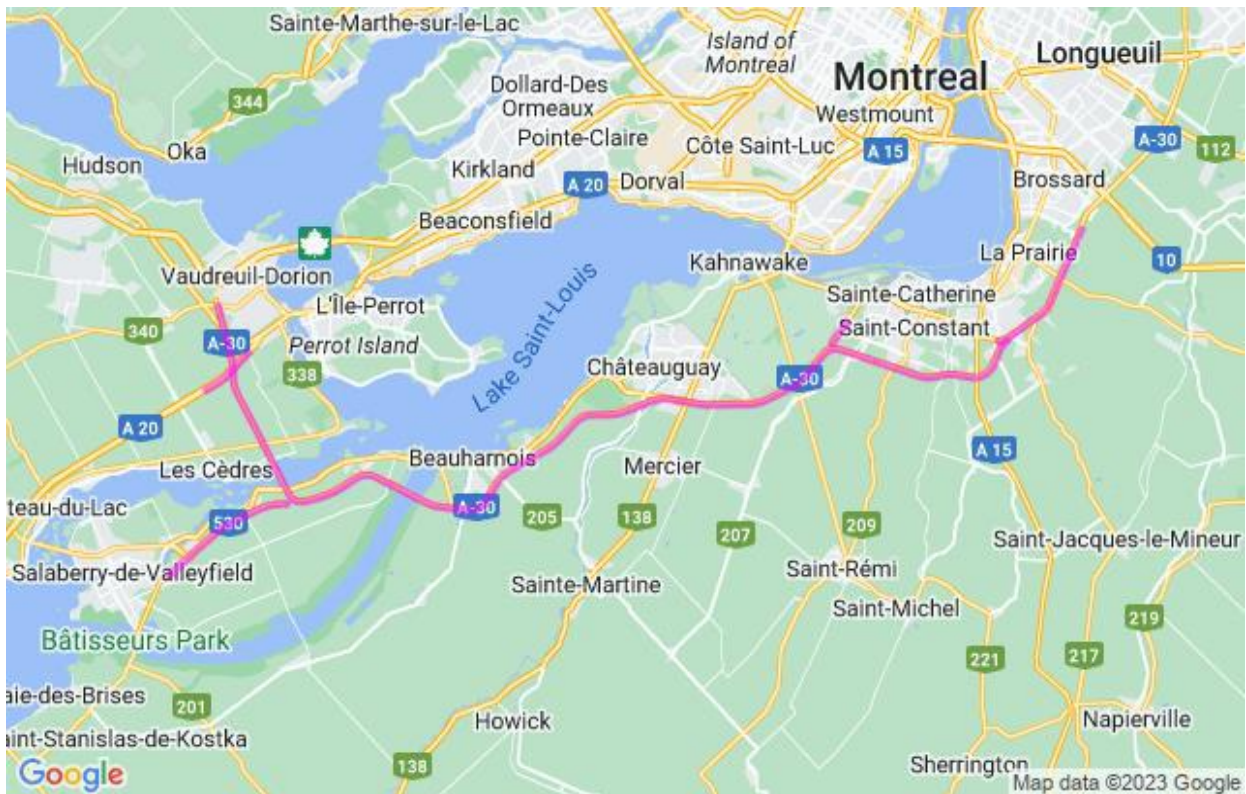 Sainte-Marthe-sur-le-Lac
Island of
Montreal
Longueuil
Montreal
Dollard-Des
Ormeaux
344
Westmount
Pointe-Claire
A-30
112
Côte Saint-Luc
A 15
Oka
Hudson
Kirkland
A 20
Dorval
Brossard
Beaconsfield
La Prairie
10
Kahnawake
Vaudreuil-Dorion
Sainte-Catherine
L'Île-Perrot
Lake Saint-Louis
Saint-Constant
340
A-30
Perrot Island
338
Châteauguay
A-30
A 20
A 15
Les Cèdres
Beauharnois
Mercier
teau-du-Lac
A-30
205
138
209
530
207
Saint-Jacques-le-Mineur
Salaberry-de-Valleyfield
Sainte-Martine
Saint-Rémi
Saint-Michel
219
Bâtisseurs Park
221
217
aie-des-Brises
201
Howick
Napierville
aint-Stanislas-de-Kostka
138
Sherrington
Google
Map data ©2023 Google